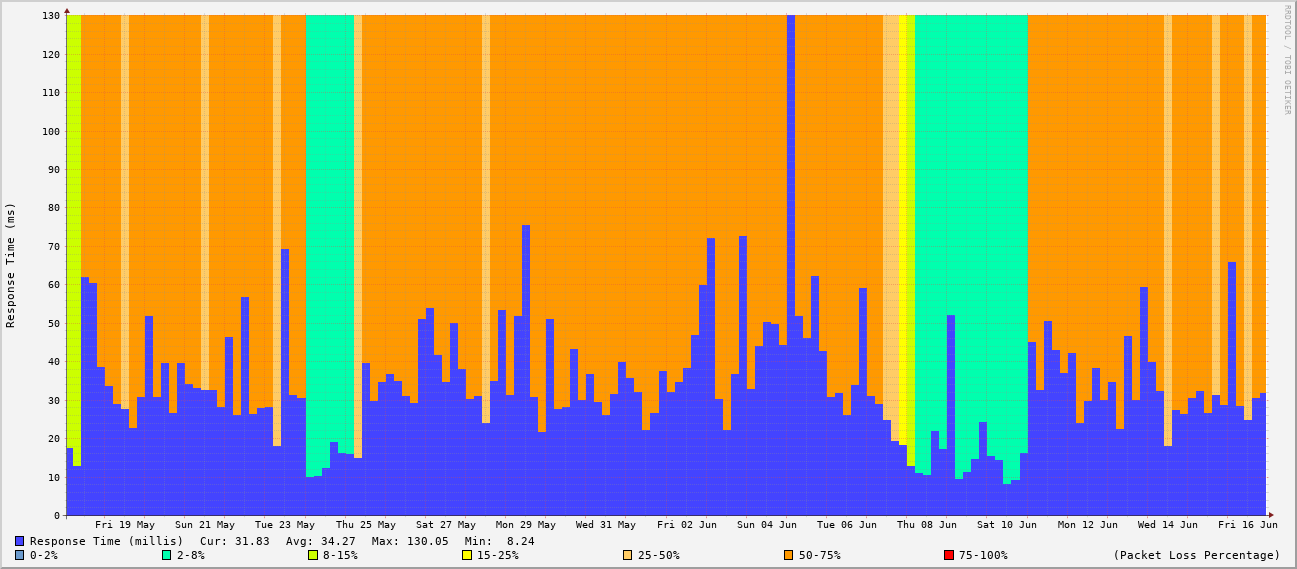 130
120
110
100
90
80
70
60
50
40
30
20
10
0
Response Time (ms)
RRDTOOL / TOBI OETIKER
Fri 19 May Sun 21 May Tue 23 May Thu 25 May Sat 27 May Mon 29 May Wed 31 May Fri 02 Jun Sun 04 Jun Tue 06 Jun Thu 08 Jun Sat 10 Jun Mon 12 Jun Wed 14 Jun Fri 16 Jun
Response Time (millis) Cur: 31.83 Avg: 34.27 Max: 130.05 Min: 8.24
0-2% 2-8% 8-15% 15-25% 25-50% 50-75% 75-100% (Packet Loss Percentage)